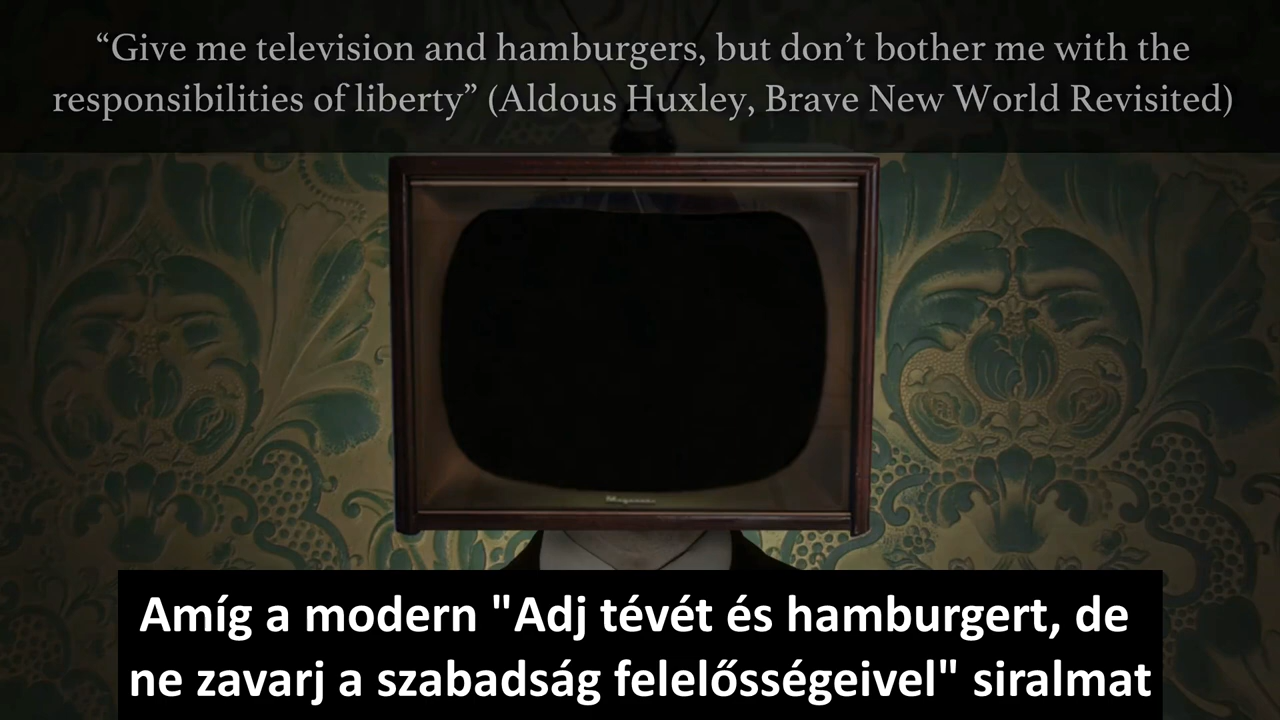 “Give me television and hamburgers, but don’t bother me with the
responsibilities of liberty” (Aldous Huxley, Brave New World Revisited)
Amíg a modern "Adj tévét és hamburgert, de
ne zavarj a szabadság felelősségeivel" siralmat